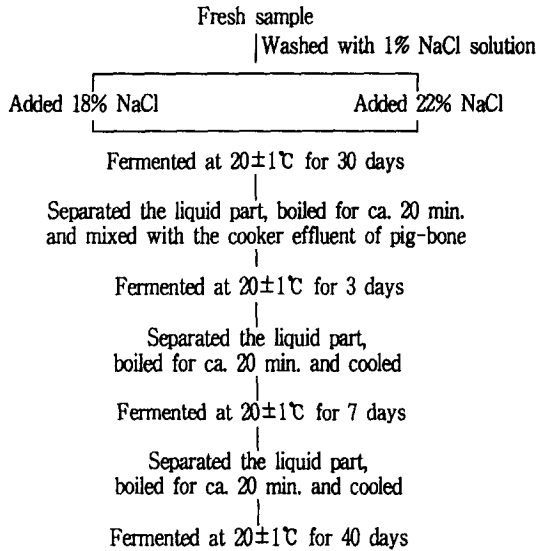 Fresh sample
Washed with 1% NaCl solution
Added 18% NaCl Added 22% NaCl
Fermented at 20±1℃ for 30 days
Separated the liquid part, boiled for ca. 20 min.
and mixed with the cooker effluent of pig-bone
Fermented at 20±1℃ for 3 days
Separated the liquid part,
boiled for ca. 20 min. and cooled
Fermented at 20±1℃ for 7 days
Separated the liquid part,
boiled for ca. 20 min. and cooled
Fermented at 20±1℃ for 40 days